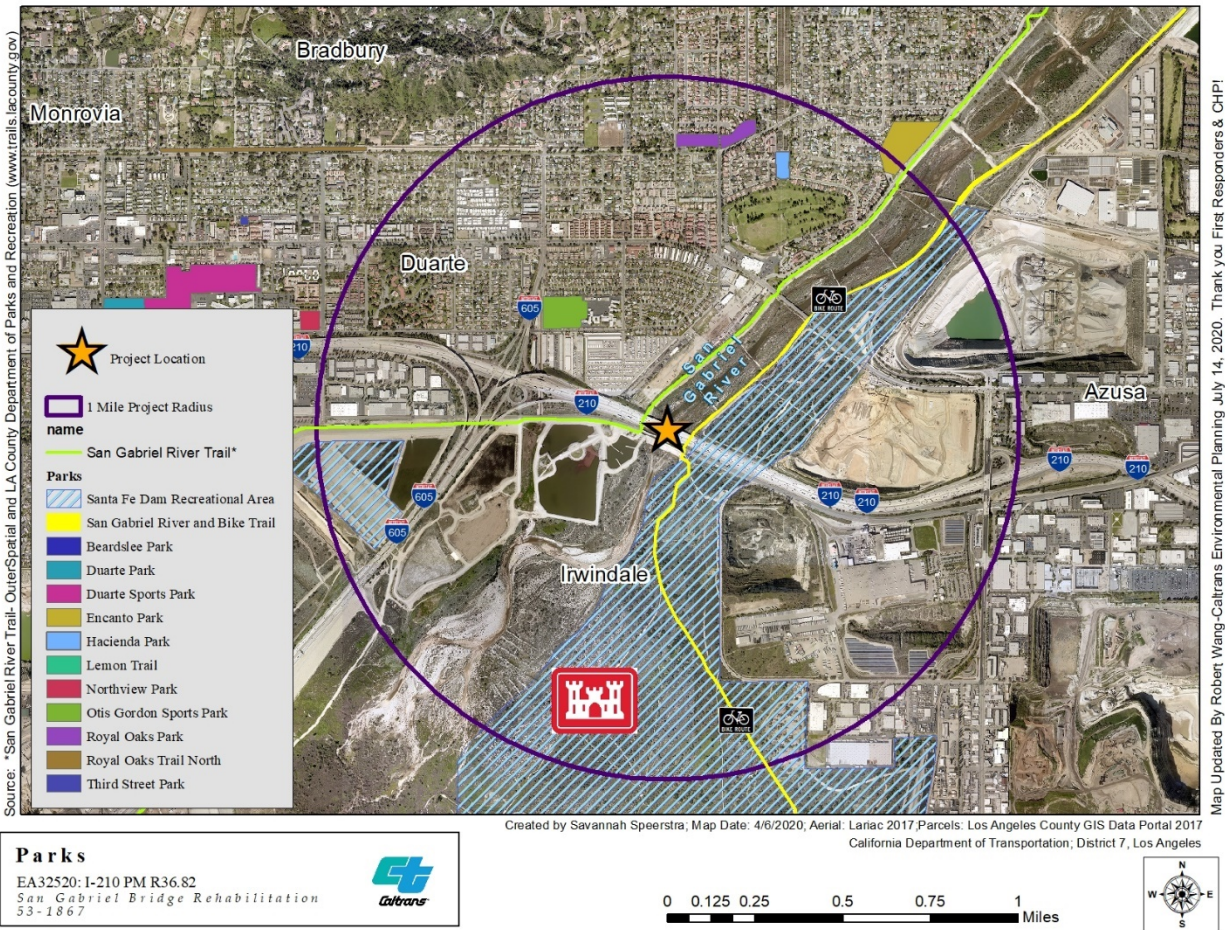 Source: *San Gabriel River Trail- OuterSpatial and LA County Department of Parks and Recreation (www.trails.lacounty.gov)
Bradbury
Monrovia
Duarte
605
210
San
Gabriel
River
BIKE ROUTE
210
Azusa
210
210
605
605
210
210
Irwindale
BIKE ROUTE
Project Location
1 Mile Project Radius
name
San Gabriel River Trail*
Parks
Santa Fe Dam Recreational Area
San Gabriel River and Bike Trail
Beardslee Park
Duarte Park
Duarte Sports Park
Encanto Park
Hacienda Park
Lemon Trail
Northview Park
Otis Gordon Sports Park
Royal Oaks Park
Royal Oaks Trail North
Third Street Park
Map Updated By Robert Wang-Caltrans Environmental Planning July 14, 2020. Thank you First Responders & CHP!
Created by Savannah Speerstra; Map Date: 4/6/2020; Aerial: Lariac 2017;Parcels: Los Angeles County GIS Data Portal 2017
California Department of Transportation; District 7, Los Angeles
Parks
EA32520: I-210 PM R36.82
San Gabriel Bridge Rehabilitation
53-1867
Caltrans
0 0.125 0.25 0.5 0.75 1
Miles
N
W E
S